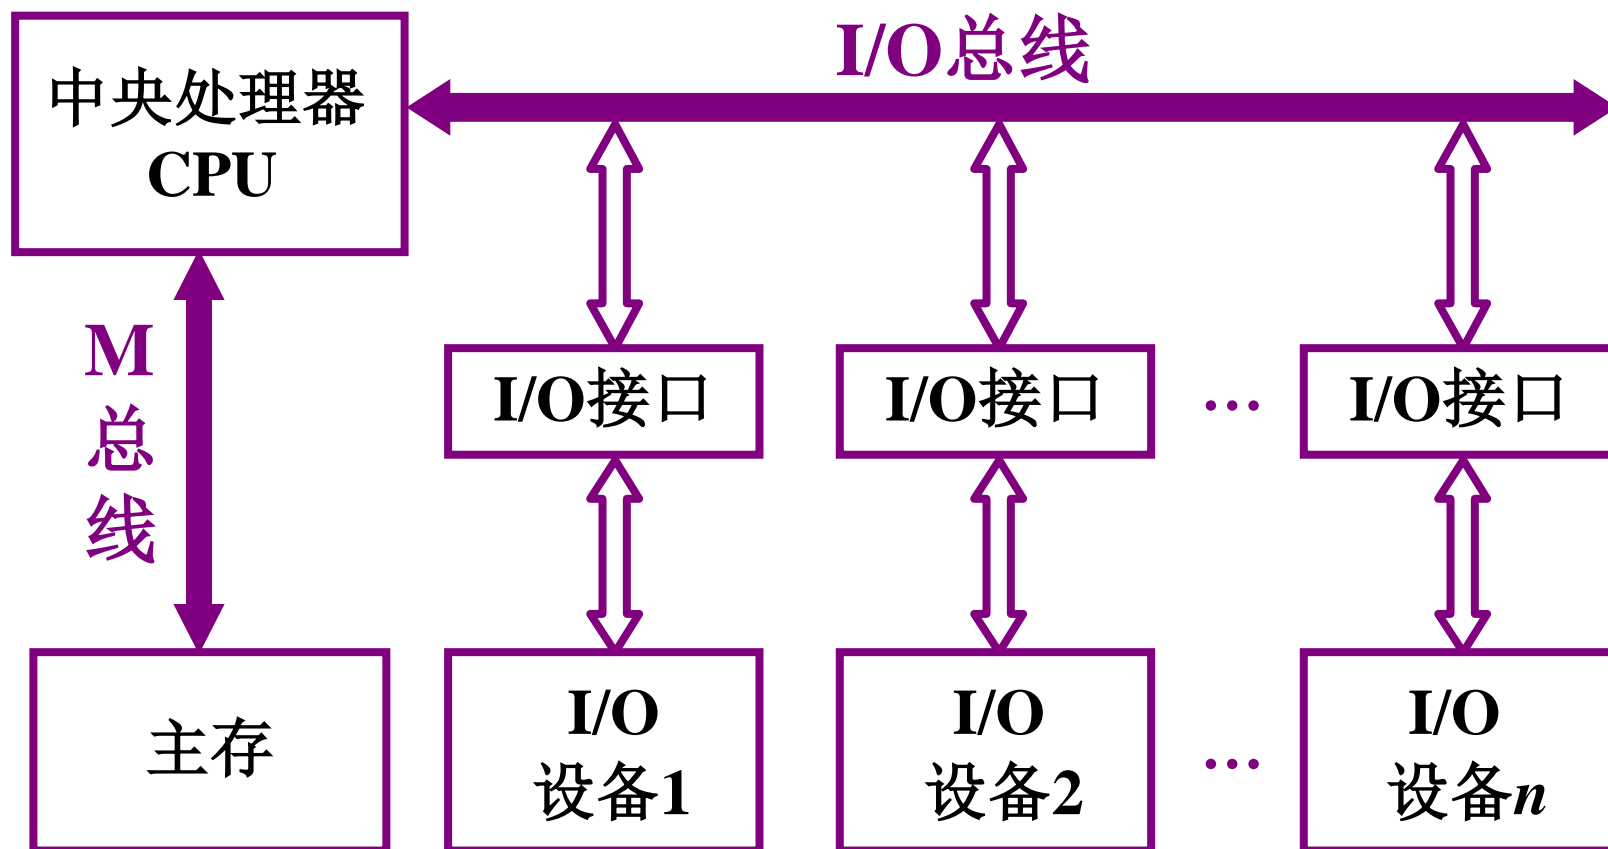 中央处理器
CPU
I/O总线
M
总
线
I/O接口
I/O接口
…
I/O接口
主存
I/O
设备1
I/O
设备2
…
I/O
设备n